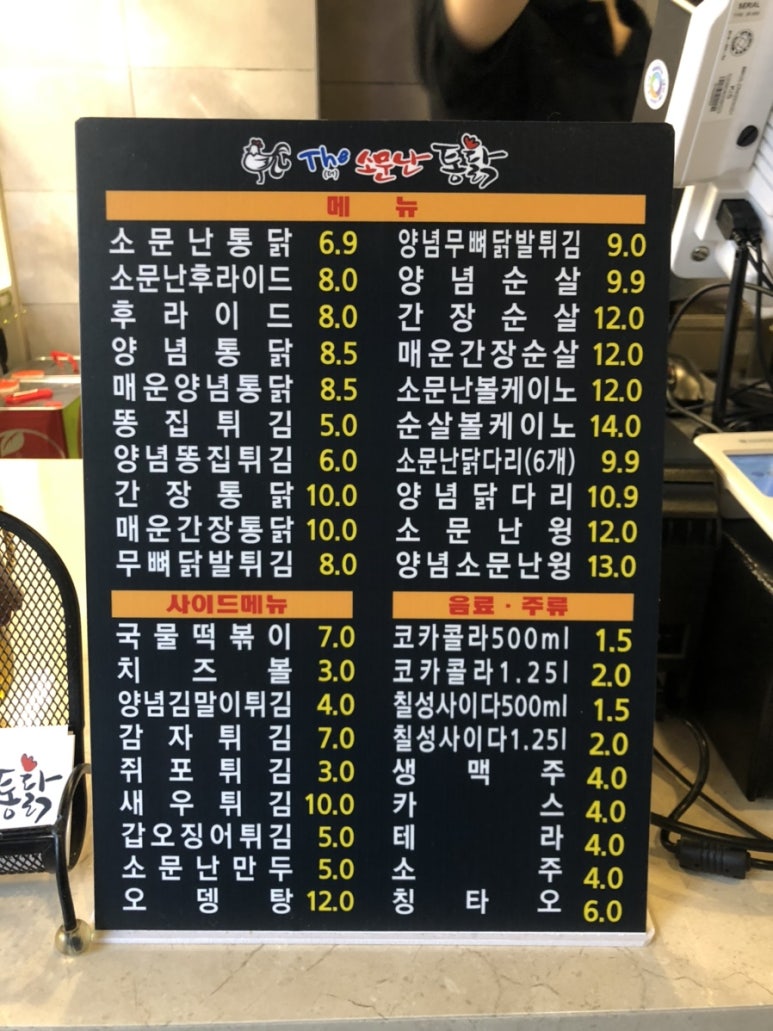 The 소문난 통닭
(더)
메뉴
소문난통닭 6.9
소문난후라이드 8.0
후라이드 8.0
양념통닭 8.5
매운양념통닭 8.5
똥집튀김 5.0
양념똥집튀김 6.0
간장통닭 10.0
매운간장통닭 10.0
무뼈닭발튀김 8.0
양념무뼈닭발튀김 9.0
양념순살 9.9
간장순살 12.0
매운간장순살 12.0
소문난볼케이노 12.0
순살볼케이노 14.0
소문난닭다리(6개) 9.9
양념닭다리 10.9
소문난윙 12.0
양념소문난윙 13.0
사이드메뉴
국물떡볶이 7.0
치즈볼 3.0
양념김말이튀김 4.0
감자튀김 7.0
쥐포튀김 3.0
새우튀김 10.0
갑오징어튀김 5.0
소문난만두 5.0
오뎅탕 12.0
음료·주류
코카콜라500ml 1.5
코카콜라1.25l 2.0
칠성사이다500ml 1.5
칠성사이다1.25l 2.0
생맥주 4.0
카스 4.0
테라 4.0
소주 4.0
칭타오 6.0
통닭
SERIAL